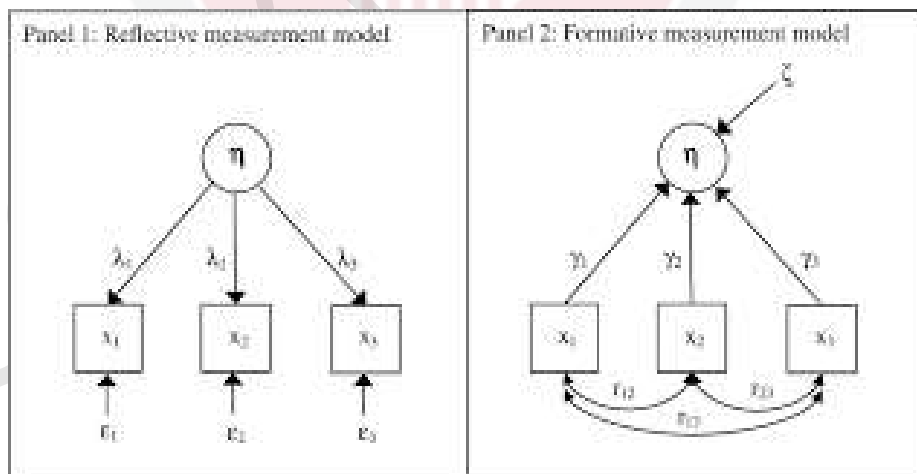 Panel 1: Reflective measurement model
η
λ₁ λ₂ λ₃
x₁ x₂ x₃
ε₁ ε₂ ε₃
Panel 2: Formative measurement model
ζ
η
γ₁ γ₂ γ₃
x₁ x₂ x₃
r₁₂ r₂₃
r₁₃